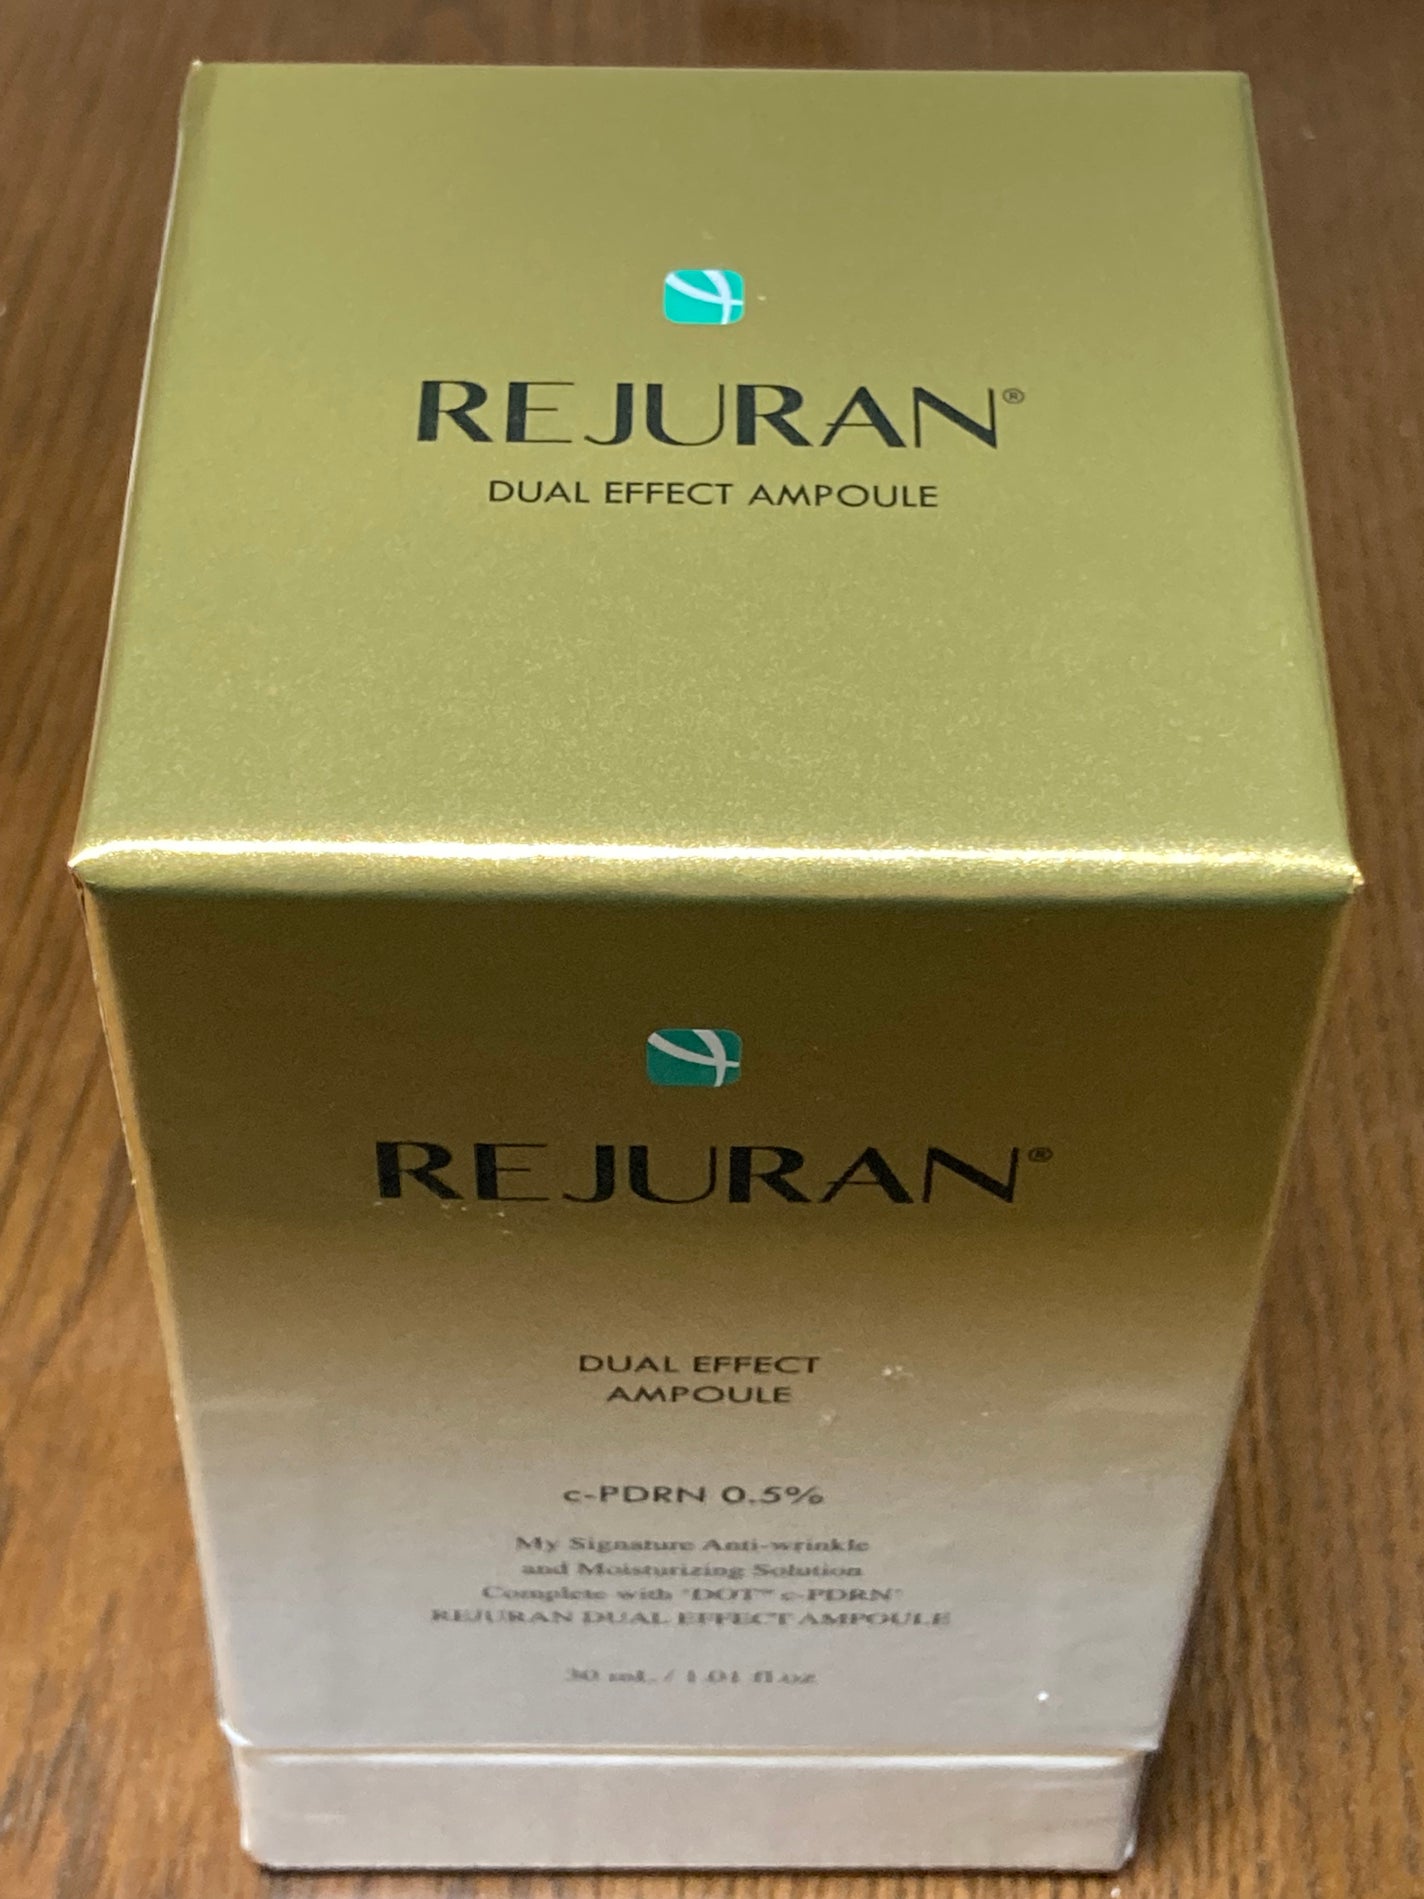 REJURAN®
DUAL EFFECT AMPOULE
REJURAN®
DUAL EFFECT
AMPOULE
c-PDRN 0.5%
My Signature Anti-wrinkle
and Moisturizing Solution
Complete with "DOT™ c-PDRN"
REJURAN DUAL EFFECT AMPOULE
30 mL / 1.01 fl.oz